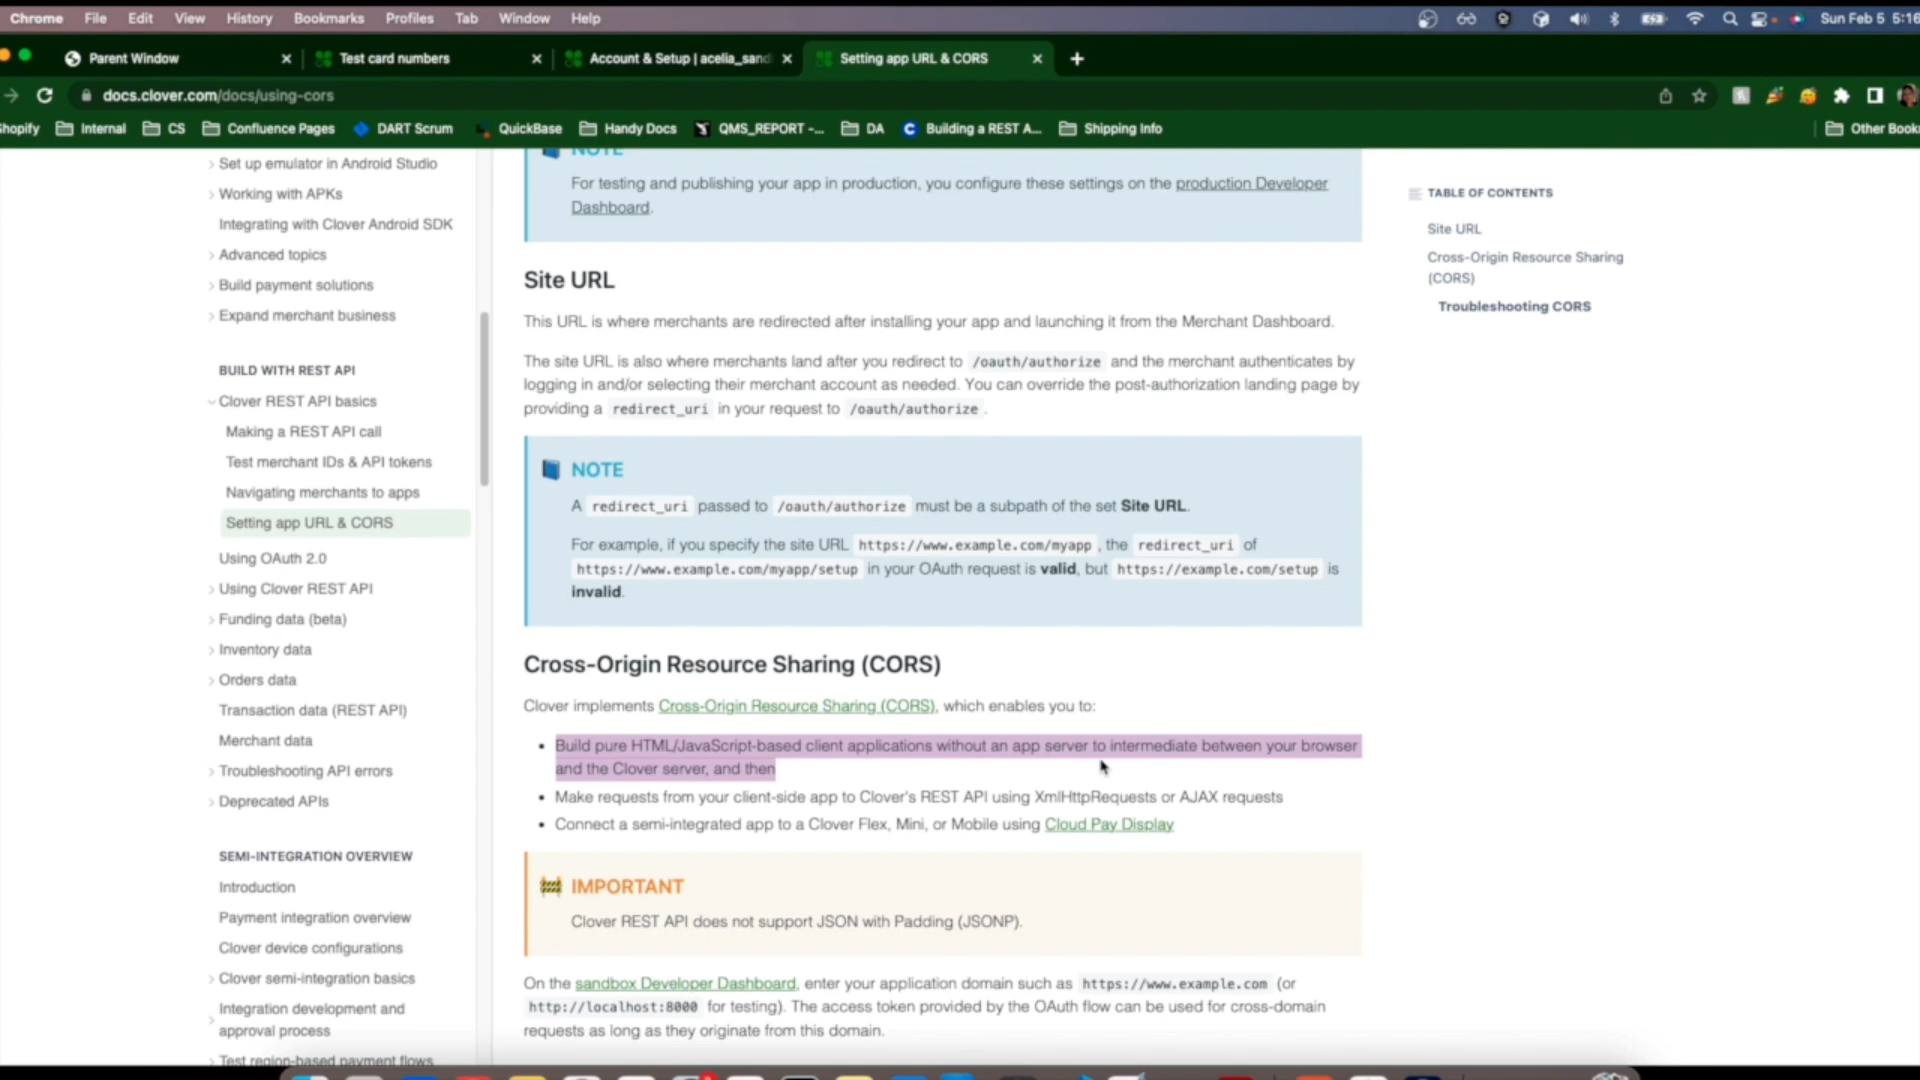 Chrome File Edit View History Bookmarks Profiles Tab Window Help Sun Feb 5 5:16
Parent Window Test card numbers Account & Setup | acelia_sand Setting app URL & CORS
docs.clover.com/docs/using-cors
hopify Internal CS Confluence Pages DART Scrum QuickBase Handy Docs QMS_REPORT -... DA Building a REST A... Shipping Info Other Book
Set up emulator in Android Studio
Working with APKs
Integrating with Clover Android SDK
Advanced topics
Build payment solutions
Expand merchant business
BUILD WITH REST API
Clover REST API basics
Making a REST API call
Test merchant IDs & API tokens
Navigating merchants to apps
Setting app URL & CORS
Using OAuth 2.0
Using Clover REST API
Funding data (beta)
Inventory data
Orders data
Transaction data (REST API)
Merchant data
Troubleshooting API errors
Deprecated APIs
SEMI-INTEGRATION OVERVIEW
Introduction
Payment integration overview
Clover device configurations
Clover semi-integration basics
Integration development and
approval process
Test region-based payment flows
NOTE
For testing and publishing your app in production, you configure these settings on the production Developer
Dashboard.
Site URL
This URL is where merchants are redirected after installing your app and launching it from the Merchant Dashboard.
The site URL is also where merchants land after you redirect to /oauth/authorize and the merchant authenticates by
logging in and/or selecting their merchant account as needed. You can override the post-authorization landing page by
providing a redirect_uri in your request to /oauth/authorize .
NOTE
A redirect_uri passed to /oauth/authorize must be a subpath of the set Site URL.
For example, if you specify the site URL https://www.example.com/myapp , the redirect_uri of
https://www.example.com/myapp/setup in your OAuth request is valid, but https://example.com/setup is
invalid.
Cross-Origin Resource Sharing (CORS)
Clover implements Cross-Origin Resource Sharing (CORS), which enables you to:
• Build pure HTML/JavaScript-based client applications without an app server to intermediate between your browser
and the Clover server, and then
• Make requests from your client-side app to Clover's REST API using XmlHttpRequests or AJAX requests
• Connect a semi-integrated app to a Clover Flex, Mini, or Mobile using Cloud Pay Display
IMPORTANT
Clover REST API does not support JSON with Padding (JSONP).
On the sandbox Developer Dashboard, enter your application domain such as https://www.example.com (or
http://localhost:8000 for testing). The access token provided by the OAuth flow can be used for cross-domain
requests as long as they originate from this domain.
TABLE OF CONTENTS
Site URL
Cross-Origin Resource Sharing
(CORS)
Troubleshooting CORS